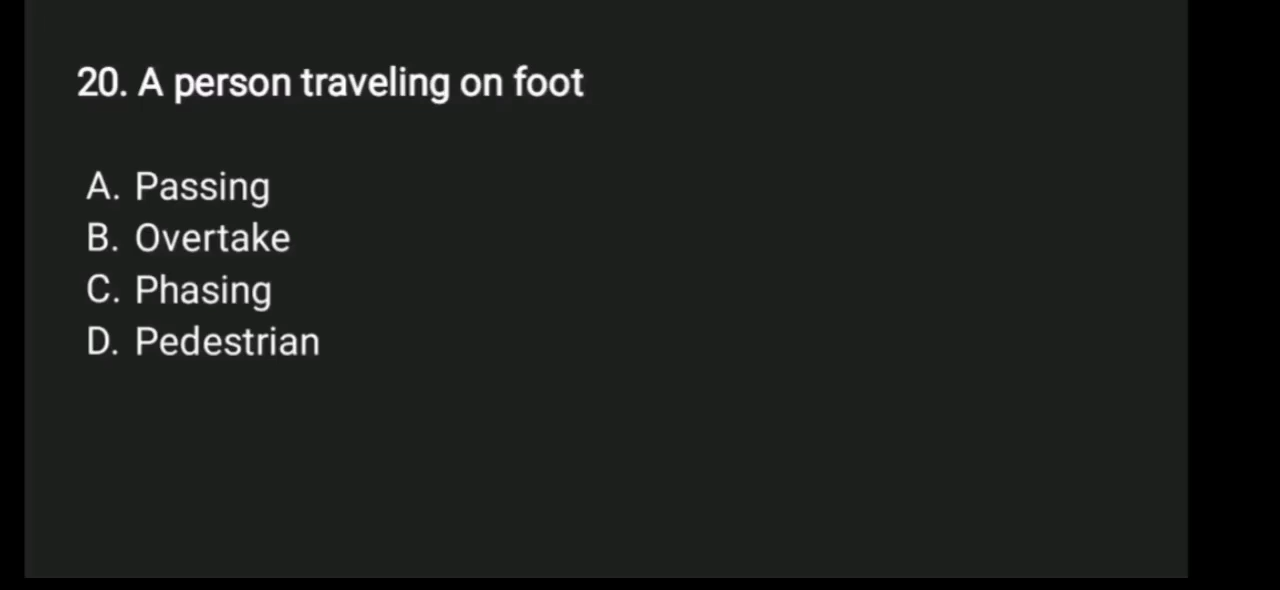 20. A person traveling on foot
A. Passing
B. Overtake
C. Phasing
D. Pedestrian